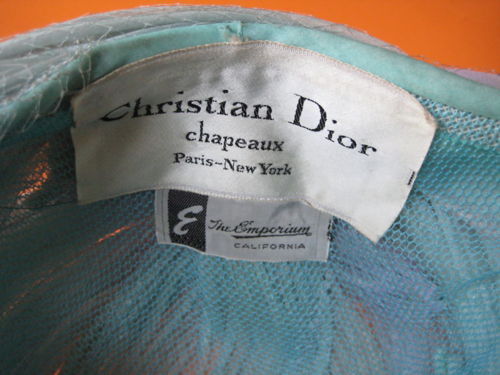 Christian Dior
chapeaux
Paris-New York
E The Emporium
CALIFORNIA